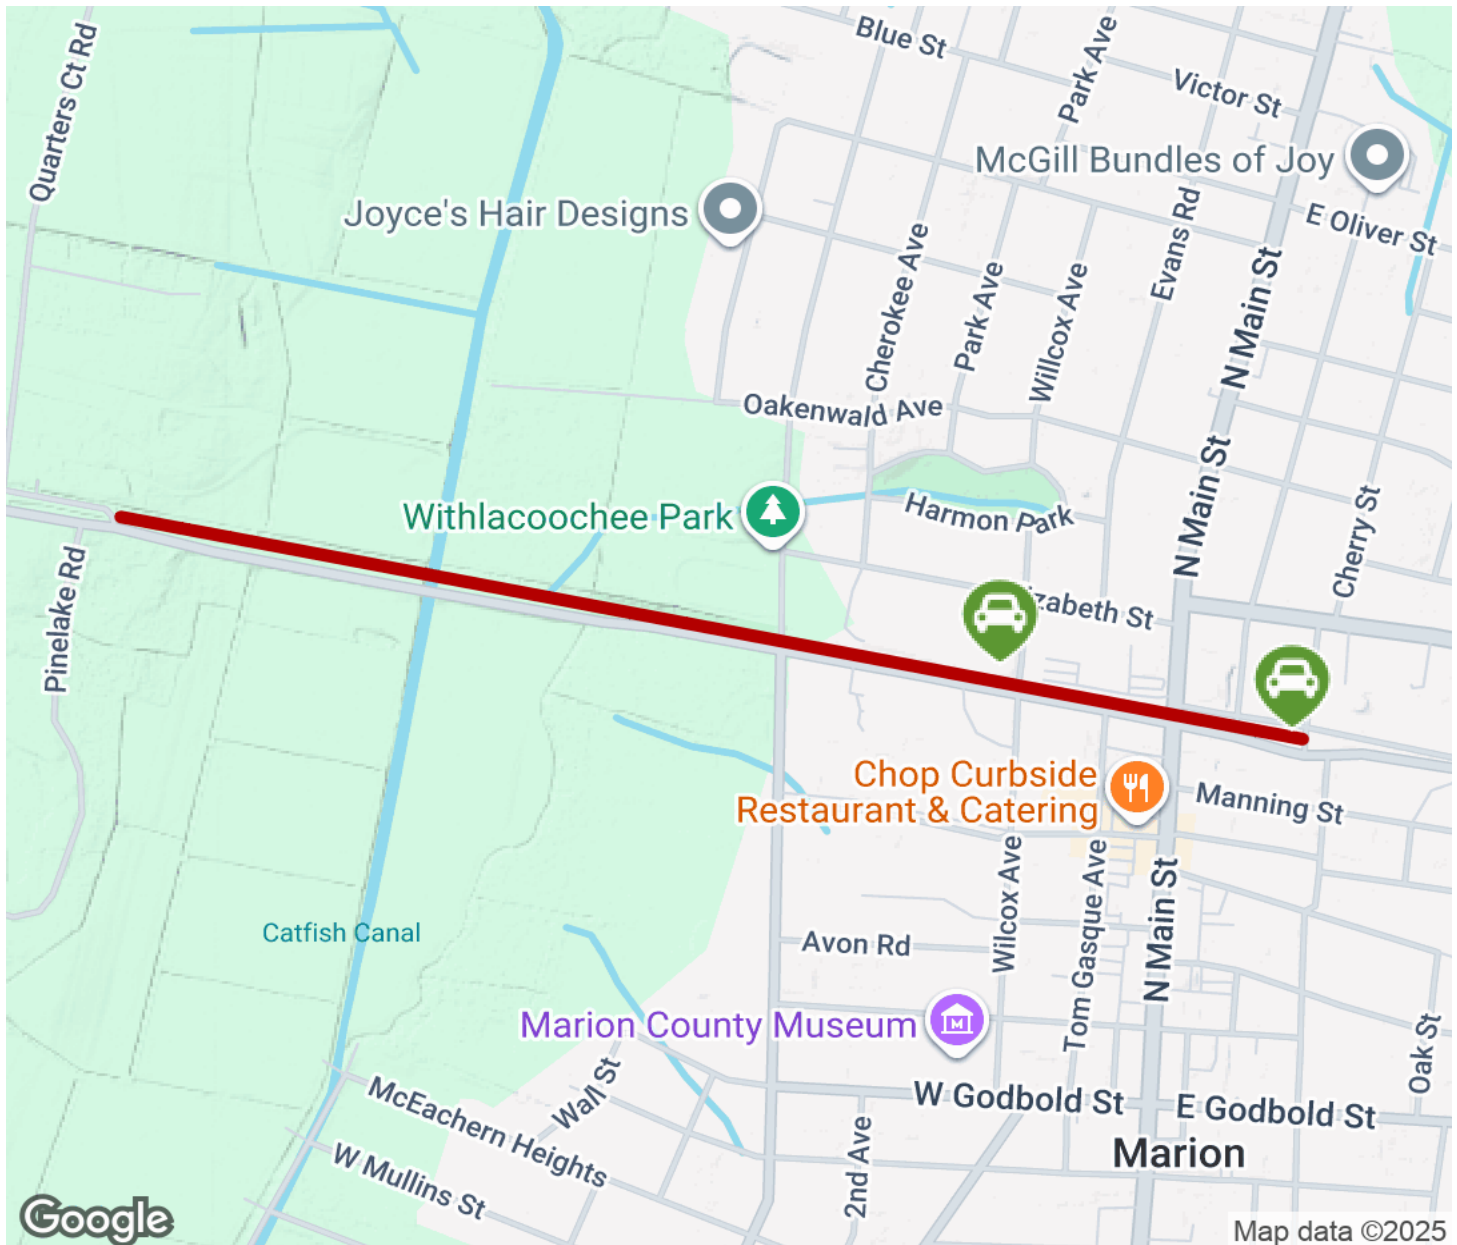 Blue St
Park Ave
Victor St
Quarters Ct Rd
McGill Bundles of Joy
Joyce's Hair Designs
E Oliver St
Evans Rd
Cherokee Ave
Park Ave
Willcox Ave
N Main St
Oakenwald Ave
N Main St
Withlacoochee Park
Harmon Park
Cherry St
Pinelake Rd
izabeth St
Chop Curbside
Restaurant & Catering
Manning St
Wilcox Ave
Tom Gasque Ave
N Main St
Catfish Canal
Avon Rd
Marion County Museum
Oak St
Wall St
McEachern Heights
W Godbold St
E Godbold St
W Mullins St
2nd Ave
Marion
Google
Map data ©2025